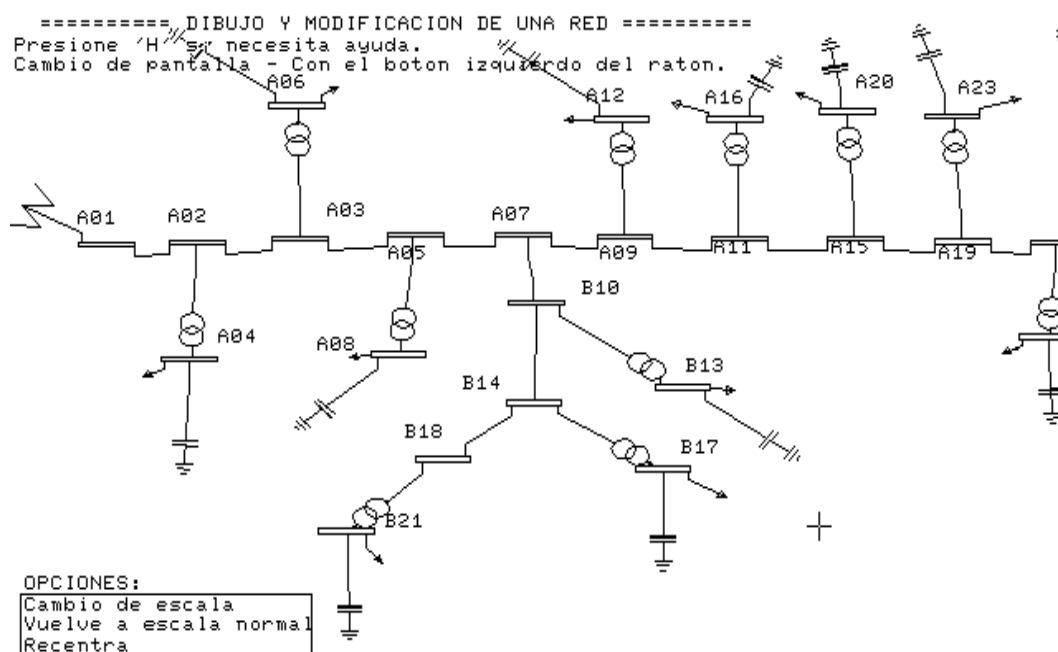 ========== DIBUJO Y MODIFICACION DE UNA RED ==========
Presione 'H' si necesita ayuda.
Cambio de pantalla - Con el boton izquierdo del raton.
A06
A12
A16
A20
A23
A01
A02
A03
A05
A07
A09
A11
A15
A19
B10
A04
A08
B13
B14
B18
B17
B21
OPCIONES:
Cambio de escala
Vuelve a escala normal
Recentra